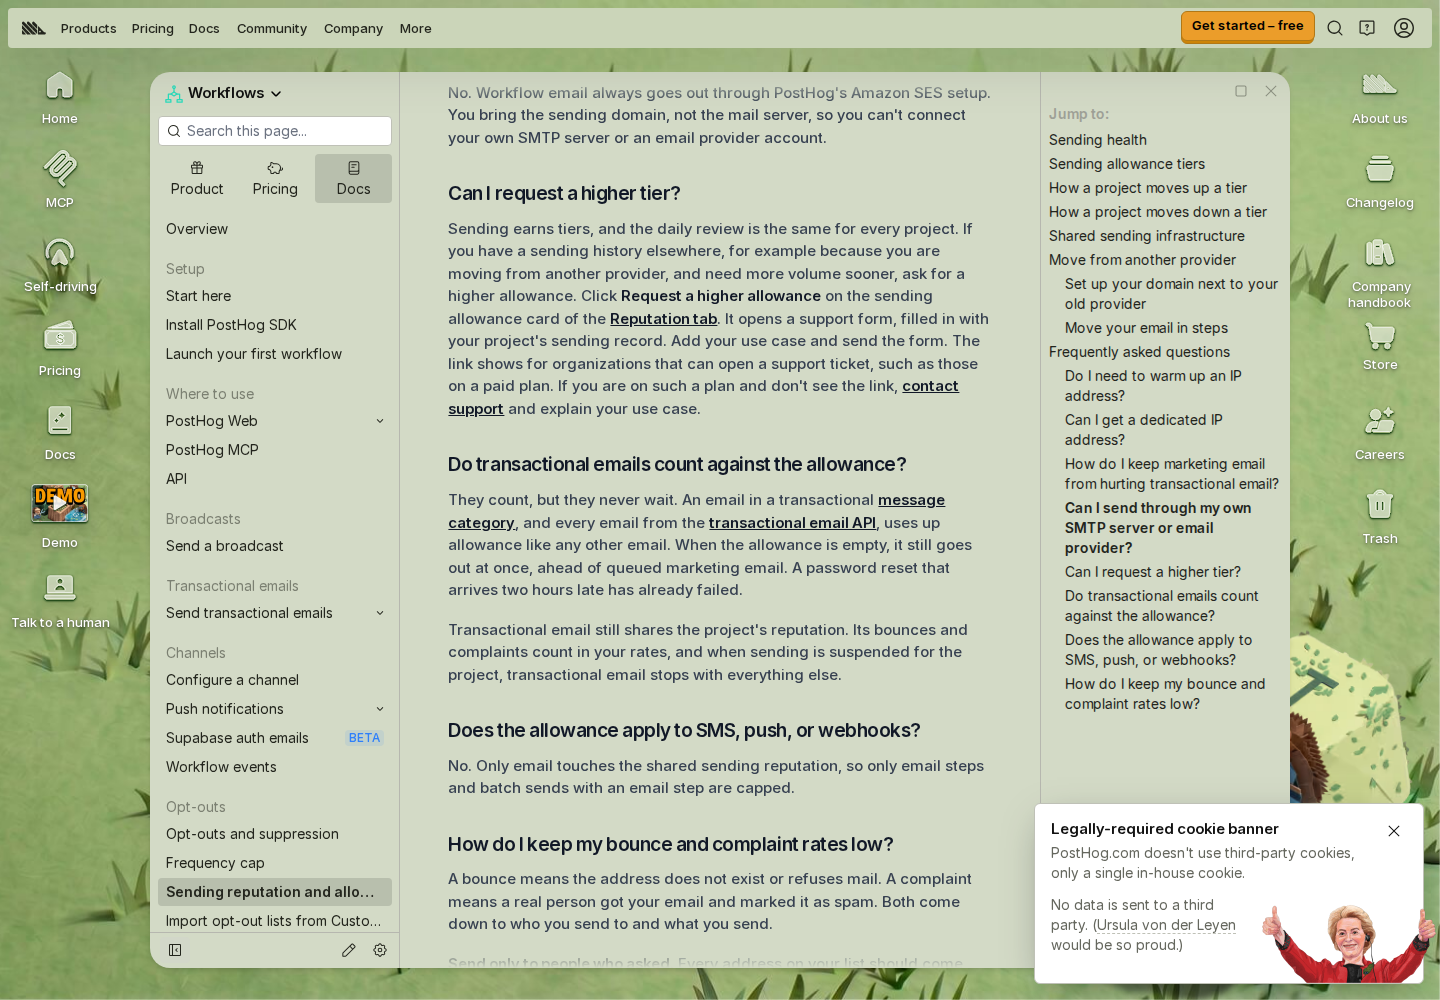 Products Pricing Docs Community Company More
Get started – free
Home
MCP
Self-driving
Pricing
Docs
DEMO
Demo
Talk to a human
Workflows
Search this page...
Product Pricing Docs
Overview
Setup
Start here
Install PostHog SDK
Launch your first workflow
Where to use
PostHog Web
PostHog MCP
API
Broadcasts
Send a broadcast
Transactional emails
Send transactional emails
Channels
Configure a channel
Push notifications
Supabase auth emails BETA
Workflow events
Opt-outs
Opt-outs and suppression
Frequency cap
Sending reputation and allo…
Import opt-out lists from Custo…
No. Workflow email always goes out through PostHog's Amazon SES setup.
You bring the sending domain, not the mail server, so you can't connect
your own SMTP server or an email provider account.
Can I request a higher tier?
Sending earns tiers, and the daily review is the same for every project. If
you have a sending history elsewhere, for example because you are
moving from another provider, and need more volume sooner, ask for a
higher allowance. Click Request a higher allowance on the sending
allowance card of the Reputation tab. It opens a support form, filled in with
your project's sending record. Add your use case and send the form. The
link shows for organizations that can open a support ticket, such as those
on a paid plan. If you are on such a plan and don't see the link, contact
support and explain your use case.
Do transactional emails count against the allowance?
They count, but they never wait. An email in a transactional message
category, and every email from the transactional email API, uses up
allowance like any other email. When the allowance is empty, it still goes
out at once, ahead of queued marketing email. A password reset that
arrives two hours late has already failed.
Transactional email still shares the project's reputation. Its bounces and
complaints count in your rates, and when sending is suspended for the
project, transactional email stops with everything else.
Does the allowance apply to SMS, push, or webhooks?
No. Only email touches the shared sending reputation, so only email steps
and batch sends with an email step are capped.
How do I keep my bounce and complaint rates low?
A bounce means the address does not exist or refuses mail. A complaint
means a real person got your email and marked it as spam. Both come
down to who you send to and what you send.
Send only to people who asked. Every address on your list should come
Jump to:
Sending health
Sending allowance tiers
How a project moves up a tier
How a project moves down a tier
Shared sending infrastructure
Move from another provider
Set up your domain next to your
old provider
Move your email in steps
Frequently asked questions
Do I need to warm up an IP
address?
Can I get a dedicated IP
address?
How do I keep marketing email
from hurting transactional email?
Can I send through my own
SMTP server or email
provider?
Can I request a higher tier?
Do transactional emails count
against the allowance?
Does the allowance apply to
SMS, push, or webhooks?
How do I keep my bounce and
complaint rates low?
About us
Changelog
Company
handbook
Store
Careers
Trash
Legally-required cookie banner
PostHog.com doesn't use third-party cookies,
only a single in-house cookie.
No data is sent to a third
party. (Ursula von der Leyen
would be so proud.)